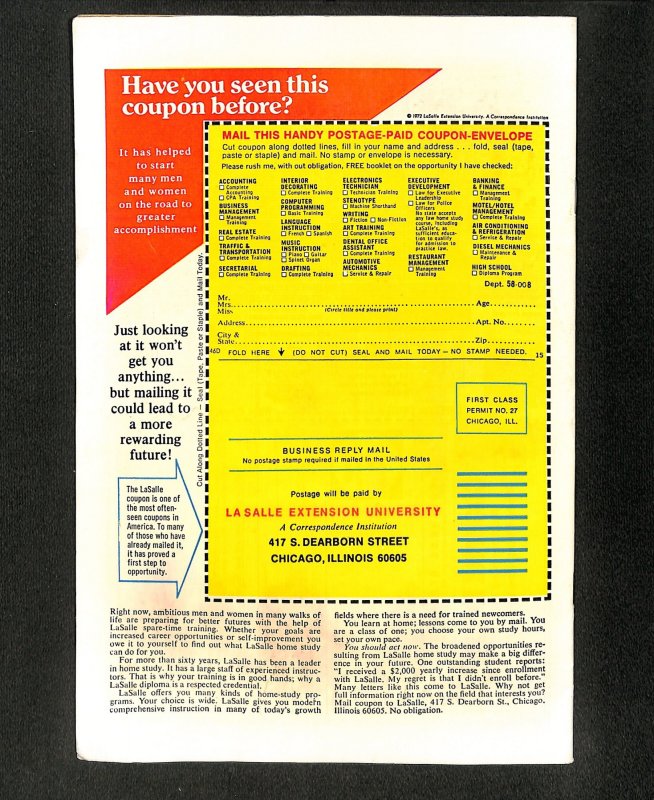 Have you seen this
coupon before?
© 1972 LaSalle Extension University. A Correspondence Institution
It has helped
to start
many men
and women
on the road to
greater
accomplishment
MAIL THIS HANDY POSTAGE-PAID COUPON-ENVELOPE
Cut coupon along dotted lines, fill in your name and address . . . fold, seal (tape,
paste or staple) and mail. No stamp or envelope is necessary.
Please rush me, with out obligation, FREE booklet on the opportunity I have checked:
ACCOUNTING
Complete
Accounting
CPA Training
BUSINESS
MANAGEMENT
Management
Training
REAL ESTATE
Complete Training
TRAFFIC &
TRANSPORTATION
Complete Training
SECRETARIAL
Complete Training
INTERIOR
DECORATING
Complete Training
COMPUTER
PROGRAMMING
Basic Training
LANGUAGE
INSTRUCTION
French Spanish
MUSIC
INSTRUCTION
Piano Guitar
Spinet Organ
DRAFTING
Complete Training
ELECTRONICS
TECHNICIAN
Technician Training
STENOTYPE
Machine Shorthand
WRITING
Fiction Non-Fiction
ART TRAINING
Complete Training
DENTAL OFFICE
ASSISTANT
Complete Training
AUTOMOTIVE
MECHANICS
Service & Repair
EXECUTIVE
DEVELOPMENT
Law for Executive
Leadership
Law for Police
Officers
No state accepts
any law home study
course, including
LaSalle's, as
sufficient educa-
tion to qualify
for admission to
practice law.
RESTAURANT
MANAGEMENT
Management
Training
BANKING
& FINANCE
Management
Training
MOTEL/HOTEL
MANAGEMENT
Complete Training
AIR CONDITIONING
& REFRIGERATION
Service & Repair
DIESEL MECHANICS
Maintenance &
Repair
HIGH SCHOOL
Diploma Program
Dept. 58-008
Mr.
Mrs. Age
Miss (Circle title and please print)
Address Apt. No.
City &
State Zip
46D FOLD HERE (DO NOT CUT) SEAL AND MAIL TODAY – NO STAMP NEEDED. 15
Cut Along Dotted Line – Seal (Tape, Paste or Staple) and Mail Today.
Just looking
at it won't
get you
anything...
but mailing it
could lead to
a more
rewarding
future!
The LaSalle
coupon is one of
the most often-
seen coupons in
America. To many
of those who have
already mailed it,
it has proved a
first step to
opportunity.
FIRST CLASS
PERMIT NO. 27
CHICAGO, ILL.
BUSINESS REPLY MAIL
No postage stamp required if mailed in the United States
Postage will be paid by
LA SALLE EXTENSION UNIVERSITY
A Correspondence Institution
417 S. DEARBORN STREET
CHICAGO, ILLINOIS 60605
Right now, ambitious men and women in many walks of
life are preparing for better futures with the help of
LaSalle spare-time training. Whether your goals are
increased career opportunities or self-improvement you
owe it to yourself to find out what LaSalle home study
can do for you.
For more than sixty years, LaSalle has been a leader
in home study. It has a large staff of experienced instruc-
tors. That is why your training is in good hands; why a
LaSalle diploma is a respected credential.
LaSalle offers you many kinds of home-study pro-
grams. Your choice is wide. LaSalle gives you modern
comprehensive instruction in many of today's growth
fields where there is a need for trained newcomers.
You learn at home; lessons come to you by mail. You
are a class of one; you choose your own study hours,
set your own pace.
You should act now. The broadened opportunities re-
sulting from LaSalle home study may make a big differ-
ence in your future. One outstanding student reports:
"I received a $2,000 yearly increase since enrollment
with LaSalle. My regret is that I didn't enroll before."
Many letters like this come to LaSalle. Why not get
full information right now on the field that interests you?
Mail coupon to LaSalle, 417 S. Dearborn St., Chicago,
Illinois 60605. No obligation.